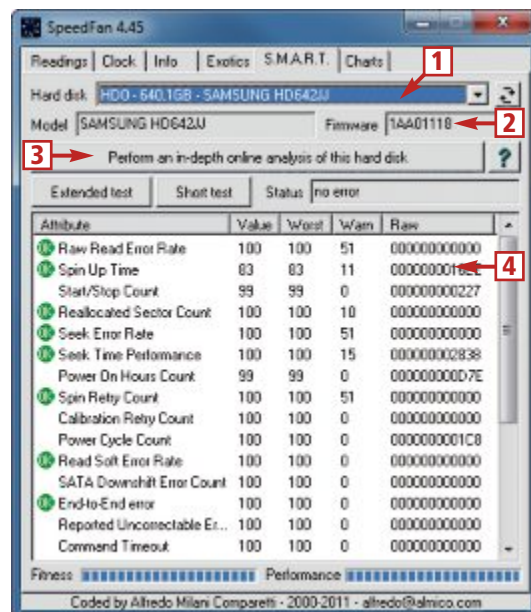 SpeedFan 4.45
Readings Clock Info Exotics S.M.A.R.T. Charts
1
Hard disk HD0 - 640.1GB - SAMSUNG HD642JJ
Model SAMSUNG HD642JJ Firmware 1AA01118
2
3
Perform an in-depth online analysis of this hard disk ?
Extended test Short test Status no error
Attribute Value Worst Warn Raw
OK Raw Read Error Rate 100 100 51 000000000000
OK Spin Up Time 83 83 11
4
Start/Stop Count 99 99 0 000000000227
OK Reallocated Sector Count 100 100 10 000000000000
OK Seek Error Rate 100 100 51 000000000000
OK Seek Time Performance 100 100 15 000000002838
Power On Hours Count 99 99 0 000000000D7E
OK Spin Retry Count 100 100 51 000000000000
Calibration Retry Count 100 100 0 000000000000
Power Cycle Count 100 100 0 0000000001C8
OK Read Soft Error Rate 100 100 0 000000000000
SATA Downshift Error Count 100 100 0 000000000000
OK End-to-End error 100 100 0 000000000000
Reported Uncorrectable Er... 100 100 0 000000000000
Command Timeout 100 100 0 000000000000
Fitness Performance
Coded by Alfredo Milani Comparetti - 2000-2011 - alfredo@almico.com